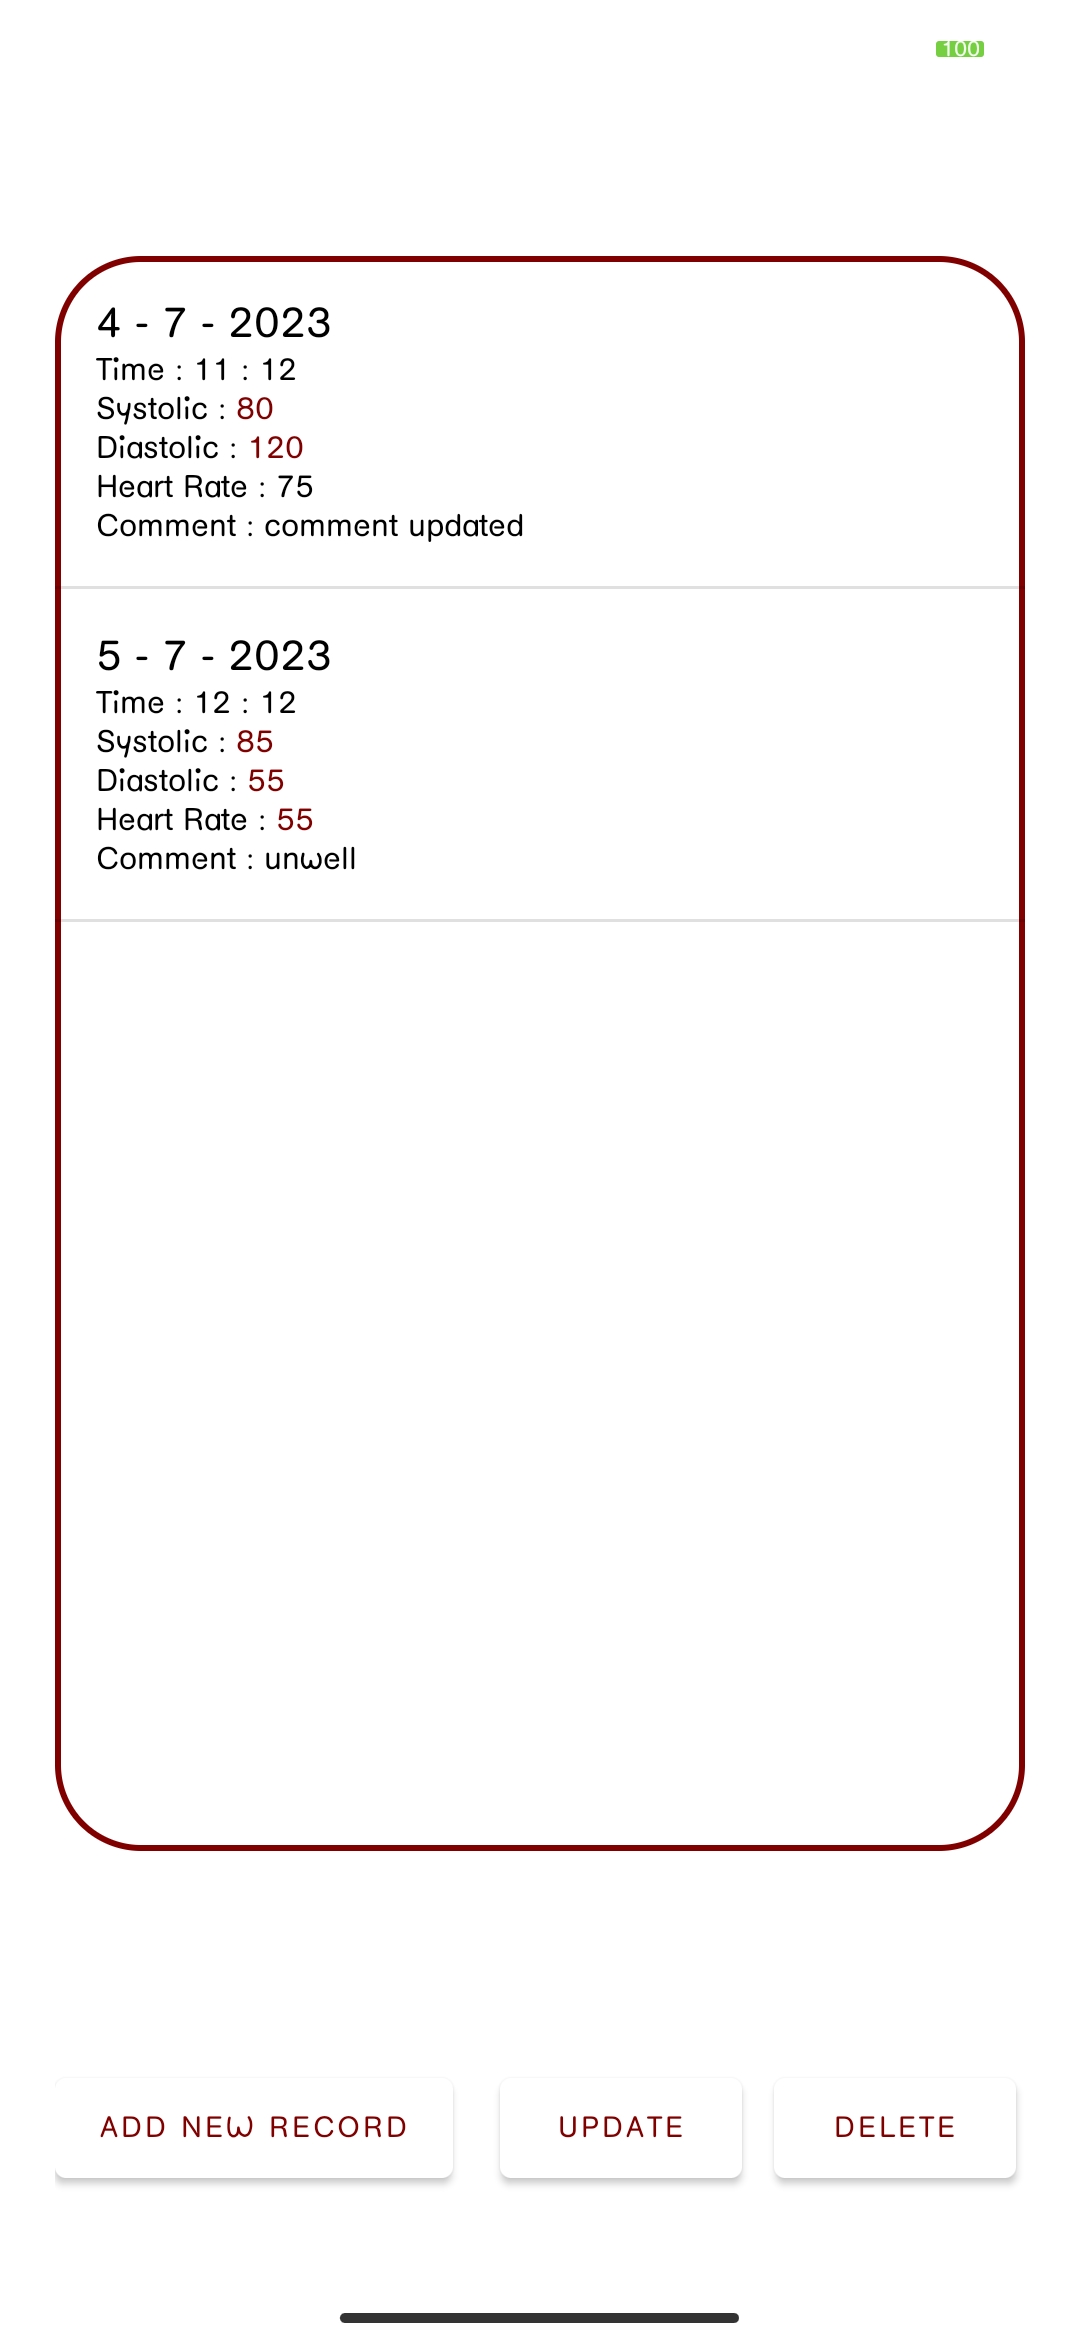 100
4 - 7 - 2023
Time : 11 : 12
Systolic : 80
Diastolic : 120
Heart Rate : 75
Comment : comment updated
5 - 7 - 2023
Time : 12 : 12
Systolic : 85
Diastolic : 55
Heart Rate : 55
Comment : unwell
ADD NEW RECORD UPDATE DELETE